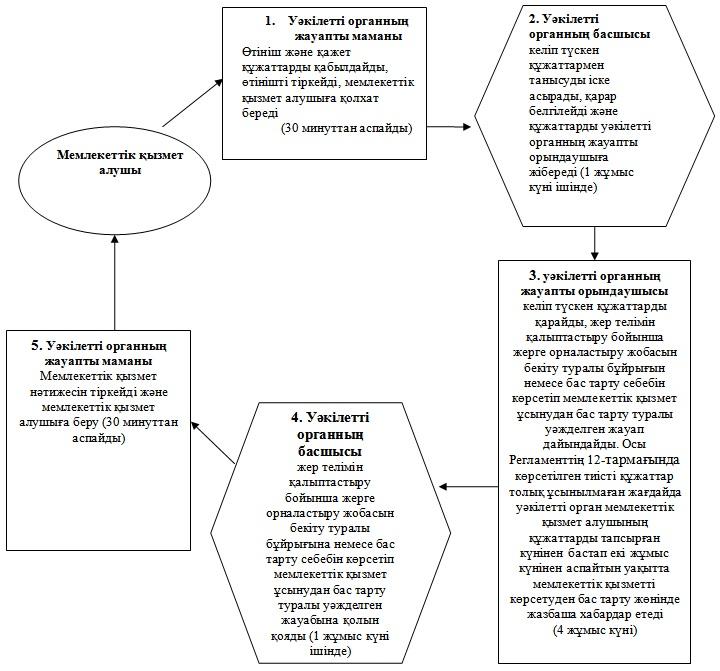 Мемлекеттік қызмет
алушы
1. Уәкілетті органның
жауапты маманы
Өтініш және қажет
құжаттарды қабылдайды,
өтінішті тіркейді, мемлекеттік
қызмет алушыға қолхат
береді
(30 минуттан аспайды)
2. Уәкілетті
органның басшысы
келіп түскен
құжаттармен
танысуды іске
асырады, қарар
белгілейді және
құжаттарды уәкілетті
органның жауапты
орындаушыға
жібереді (1 жұмыс
күні ішінде)
3. уәкілетті органның
жауапты орындаушысы
келіп түскен құжаттарды
қарайды, жер телімін
қалыптастыру бойынша
жерге орналастыру жобасын
бекіту туралы бұйрығын
немесе бас тарту себебін
көрсетіп мемлекеттік қызмет
ұсынудан бас тарту туралы
уәжделген жауап
дайындайды. Осы
Регламенттің 12-тармағында
көрсетілген тиісті құжаттар
толық ұсынылмаған жағдайда
уәкілетті орган мемлекеттік
қызмет алушының
құжаттарды тапсырған
күнінен бастап екі жұмыс
күнінен аспайтын уақытта
мемлекеттік қызметті
көрсетуден бас тарту жөнінде
жазбаша хабардар етеді
(4 жұмыс күні)
4. Уәкілетті
органның
басшысы
жер телімін
қалыптастыру
бойынша жерге
орналастыру жобасын
бекіту туралы
бұйрығына немесе бас
тарту себебін көрсетіп
мемлекеттік қызмет
ұсынудан бас тарту
туралы уәжделген
жауабына қолын
қояды (1 жұмыс күні
ішінде)
5. Уәкілетті органның
жауапты маманы
Мемлекеттік қызмет
нәтижесін тіркейді және
мемлекеттік қызмет
алушыға беру (30 минуттан
аспайды)